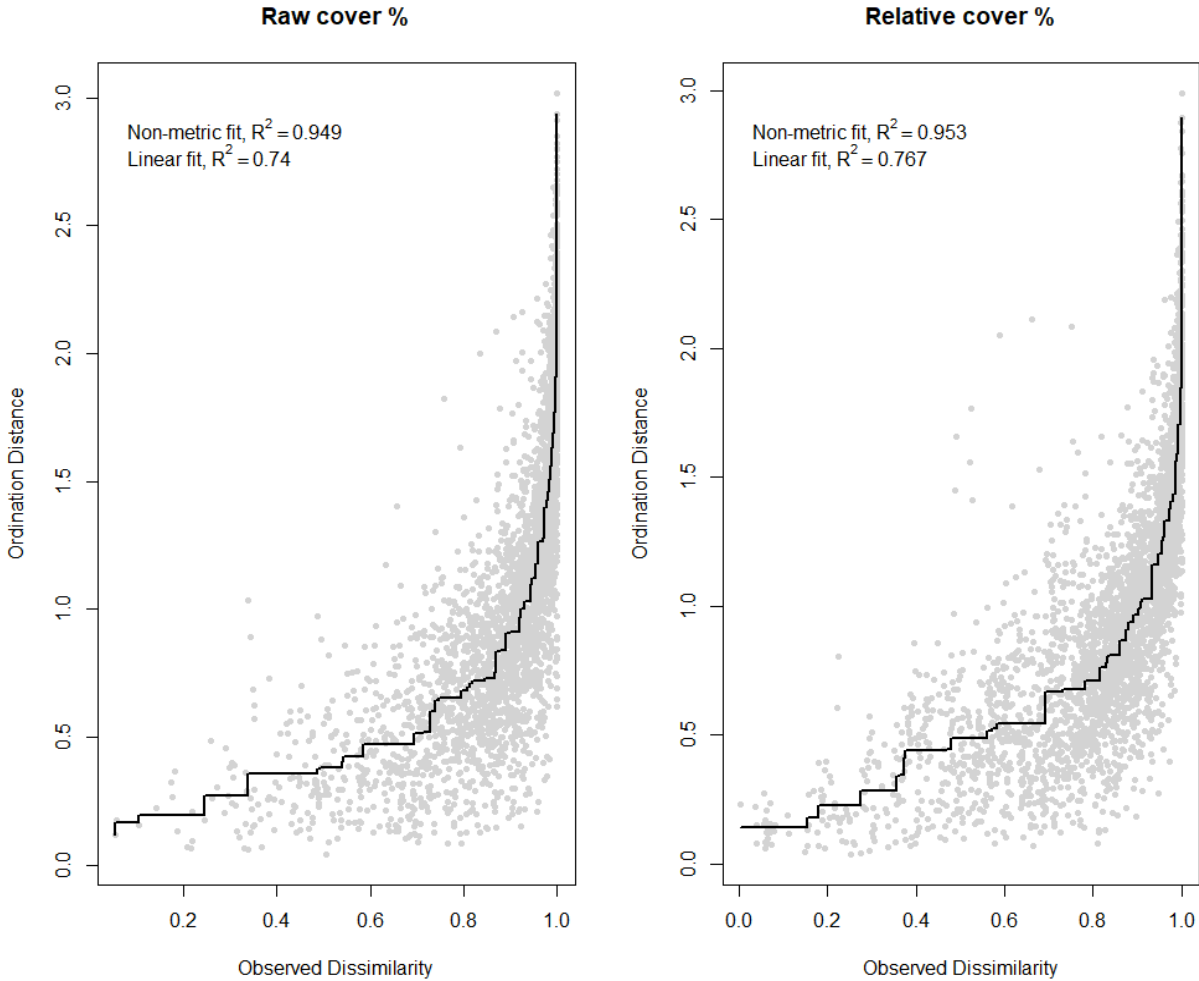 Raw cover %
Non-metric fit, R² = 0.949
Linear fit, R² = 0.74
3.0
2.5
2.0
1.5
1.0
0.5
0.0
Ordination Distance
0.2 0.4 0.6 0.8 1.0
Observed Dissimilarity
Relative cover %
Non-metric fit, R² = 0.953
Linear fit, R² = 0.767
3.0
2.5
2.0
1.5
1.0
0.5
0.0
Ordination Distance
0.0 0.2 0.4 0.6 0.8 1.0
Observed Dissimilarity